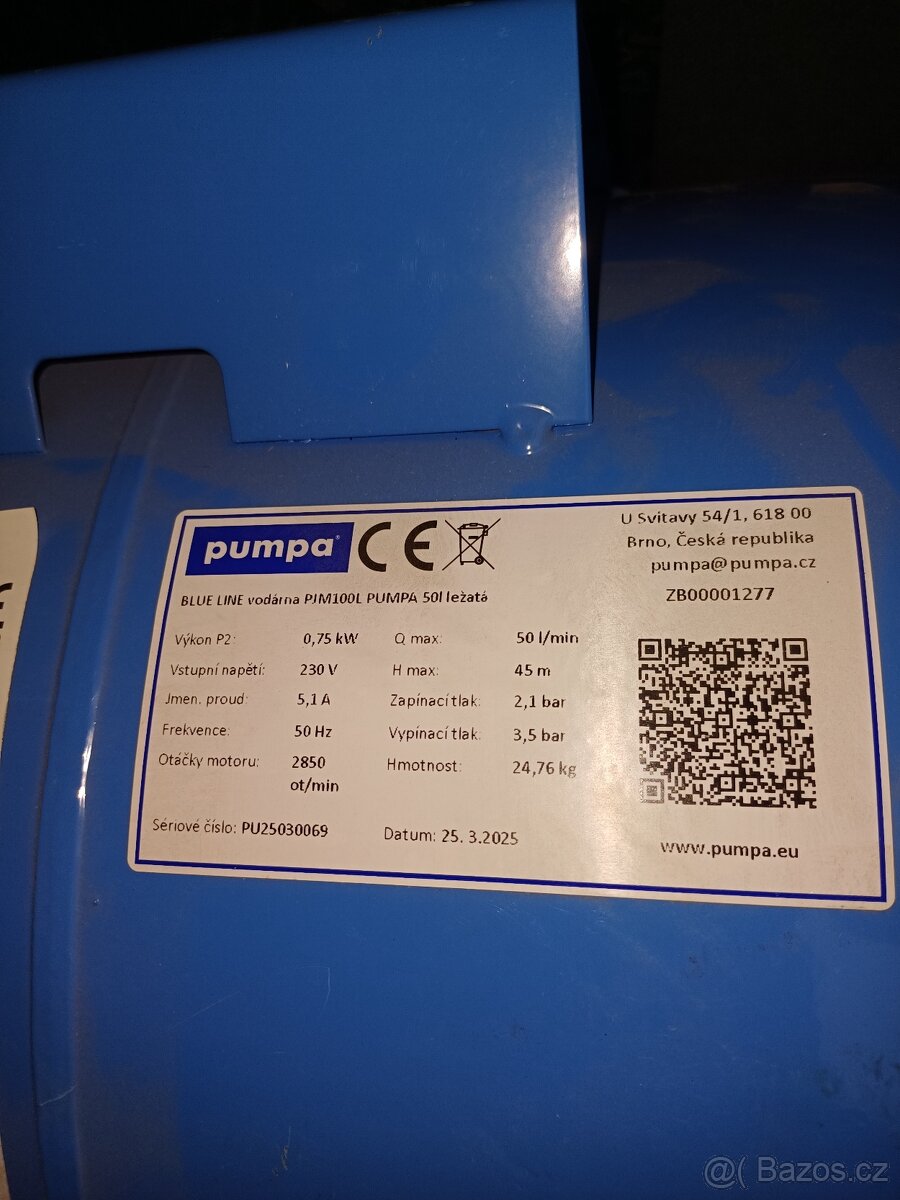 pumpa® CE
U Svitavy 54/1, 618 00
Brno, Česká republika
pumpa@pumpa.cz
ZB00001277
BLUE LINE vodárna PJM100L PUMPA 50l ležatá
Výkon P2: 0,75 kW Q max: 50 l/min
Vstupní napětí: 230 V H max: 45 m
Jmen. proud: 5,1 A Zapínací tlak: 2,1 bar
Frekvence: 50 Hz Vypínací tlak: 3,5 bar
Otáčky motoru: 2850 ot/min Hmotnost: 24,76 kg
Sériové číslo: PU25030069 Datum: 25. 3.2025
www.pumpa.eu
@( Bazos.cz